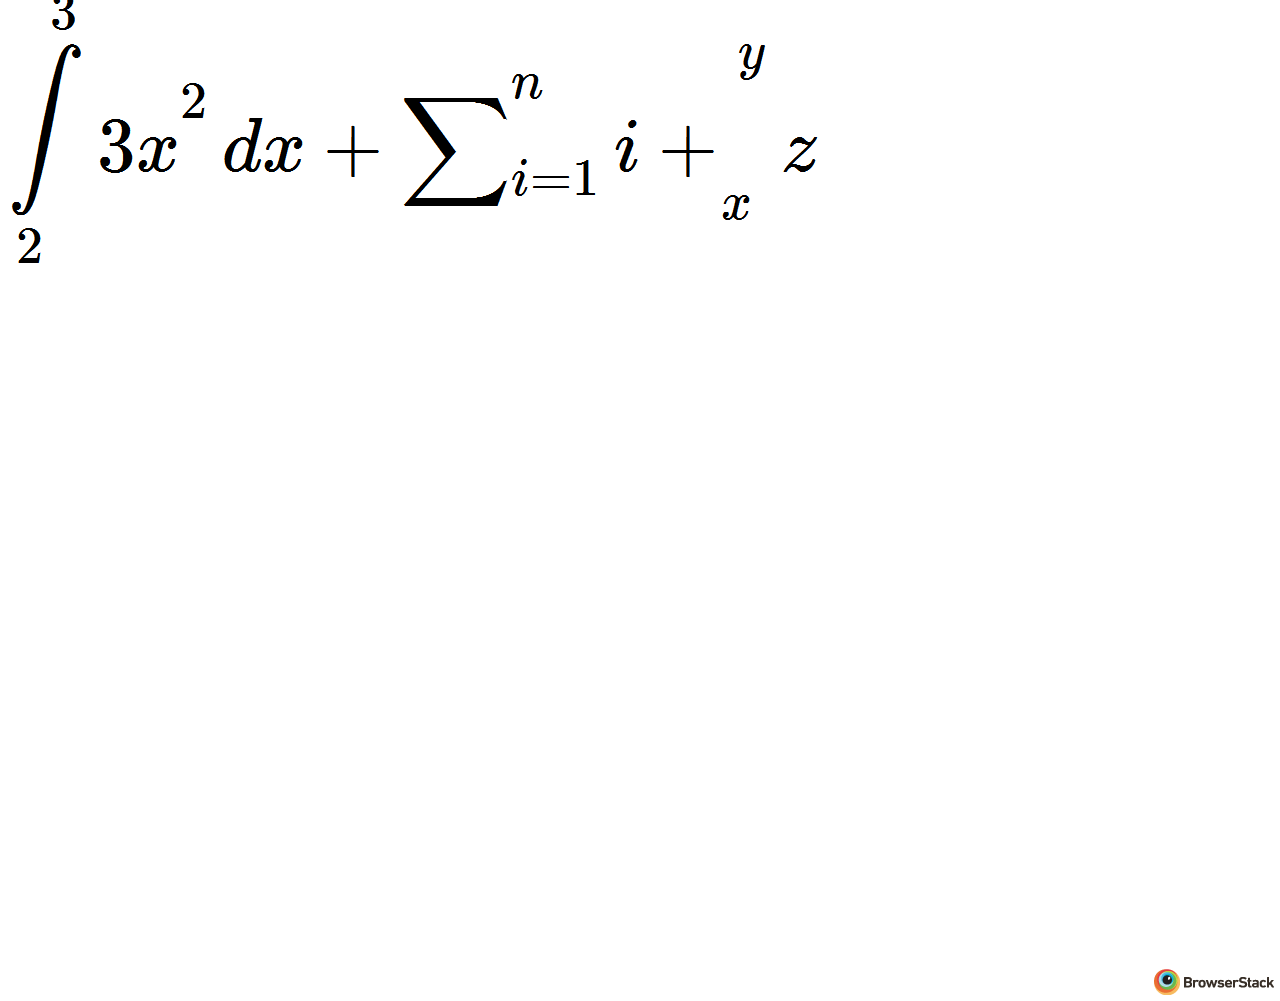 ∫₂³ 3x² dx + ∑ᵢ₌₁ⁿ i + ₓʸ z
BrowserStack